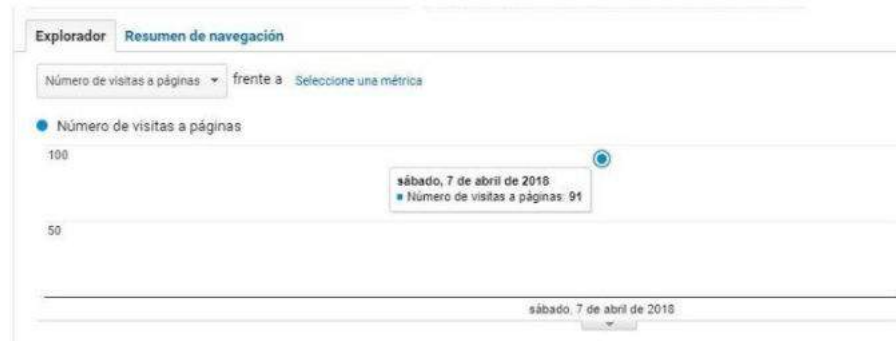 Explorador Resumen de navegación
Número de visitas a páginas frente a Seleccione una métrica
Número de visitas a páginas
100
sábado, 7 de abril de 2018
Número de visitas a páginas: 91
50
sábado, 7 de abril de 2018